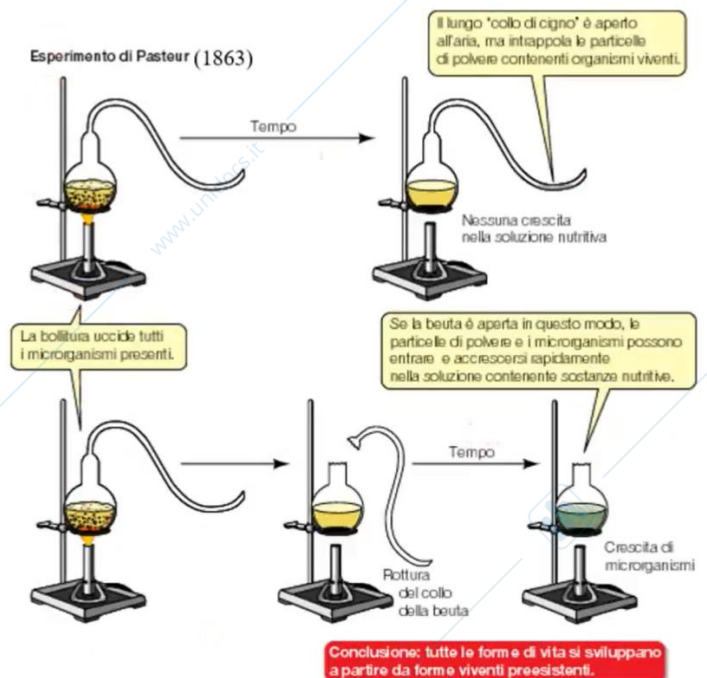 Esperimento di Pasteur (1863)
Il lungo "collo di cigno" è aperto
all'aria, ma intrappola le particelle
di polvere contenenti organismi viventi.
Tempo
Nessuna crescita
nella soluzione nutritiva
www.unidocs.it
La bollitura uccide tutti
i microrganismi presenti.
Se la beuta è aperta in questo modo, le
particelle di polvere e i microrganismi possono
entrare e accrescersi rapidamente
nella soluzione contenente sostanze nutritive.
Tempo
Rottura
del collo
della beuta
Crescita di
microrganismi
Conclusione: tutte le forme di vita si sviluppano
a partire da forme viventi preesistenti.